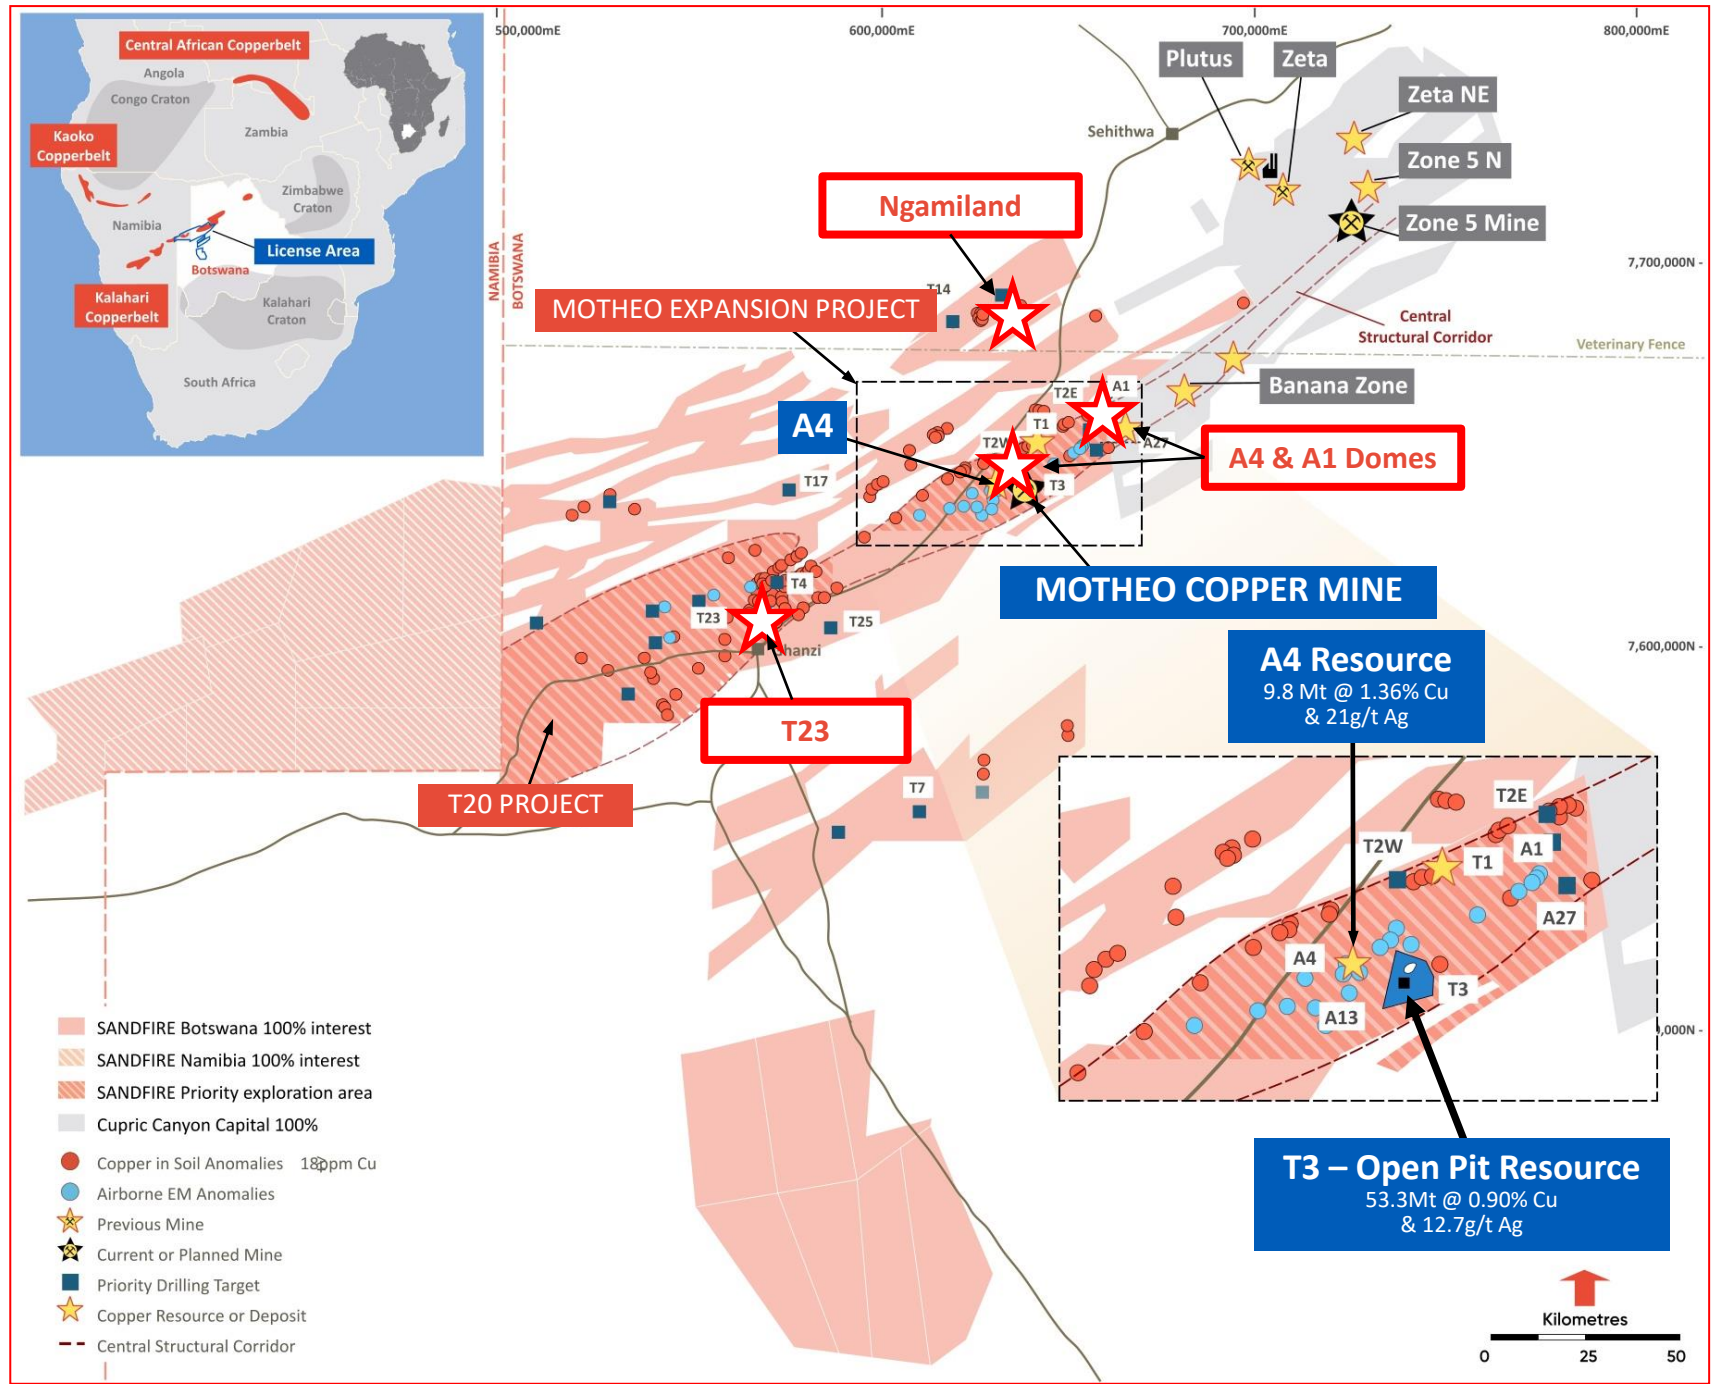 500,000mE
600,000mE
700,000mE
800,000mE
Central African Copperbelt
Angola
Congo Craton
Zambia
Kaoko
Copperbelt
Zimbabwe
Craton
Namibia
License Area
Botswana
Kalahari
Copperbelt
Kalahari
Craton
South Africa
NAMIBIA
BOTSWANA
Plutus
Zeta
Zeta NE
Sehithwa
Zone 5 N
Zone 5 Mine
Ngamiland
7,700,000N
T14
MOTHEO EXPANSION PROJECT
Central
Structural Corridor
Veterinary Fence
Banana Zone
T2E
A1
A4
T1
T2W
A27
A4 & A1 Domes
T3
T17
MOTHEO COPPER MINE
T4
T23
T25
7,600,000N
A4 Resource
9.8 Mt @ 1.36% Cu
& 21g/t Ag
T23
T20 PROJECT
T7
T2E
T2W
T1
A1
A27
A4
T3
A13
,000N
SANDFIRE Botswana 100% interest
SANDFIRE Namibia 100% interest
SANDFIRE Priority exploration area
Cupric Canyon Capital 100%
Copper in Soil Anomalies
Airborne EM Anomalies
Previous Mine
Current or Planned Mine
Priority Drilling Target
Copper Resource or Deposit
Central Structural Corridor
T3 – Open Pit Resource
53.3Mt @ 0.90% Cu
& 12.7g/t Ag
Kilometres
0 25 50